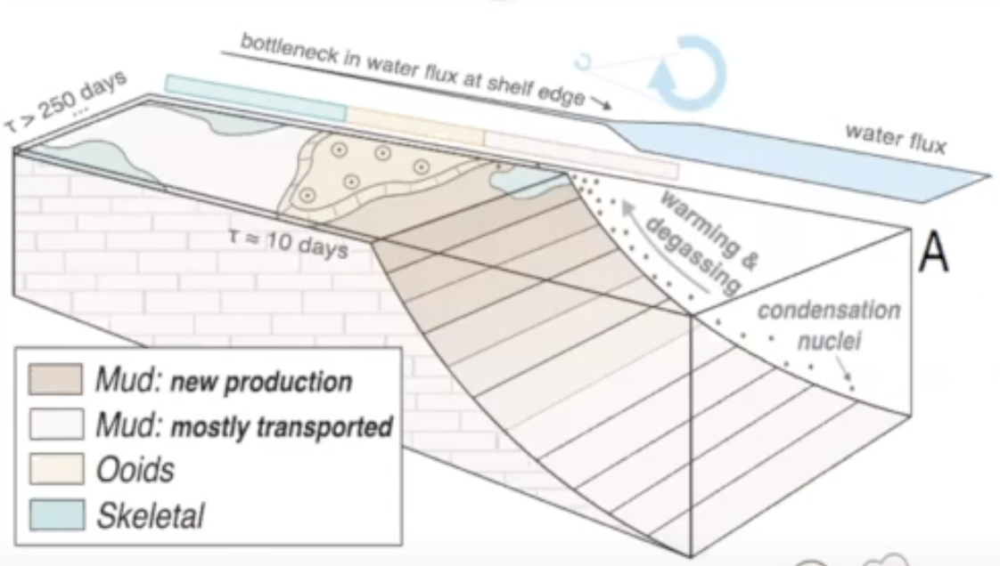 bottleneck in water flux at shelf edge
τ > 250 days
...
water flux
warming &
degassing
A
τ ≈ 10 days
condensation
nuclei
Mud: new production
Mud: mostly transported
Ooids
Skeletal